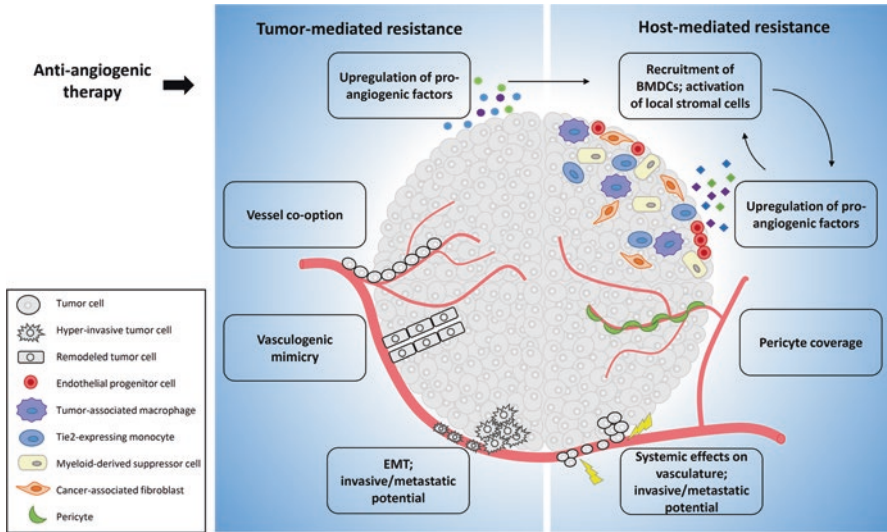 Anti-angiogenic
therapy
Tumor-mediated resistance
Host-mediated resistance
Upregulation of pro-
angiogenic factors
Recruitment of
BMDCs; activation
of local stromal cells
Vessel co-option
Upregulation of pro-
angiogenic factors
Vasculogenic
mimicry
Pericyte coverage
EMT;
invasive/metastatic
potential
Systemic effects on
vasculature;
invasive/metastatic
potential
Tumor cell
Hyper-invasive tumor cell
Remodeled tumor cell
Endothelial progenitor cell
Tumor-associated macrophage
Tie2-expressing monocyte
Myeloid-derived suppressor cell
Cancer-associated fibroblast
Pericyte